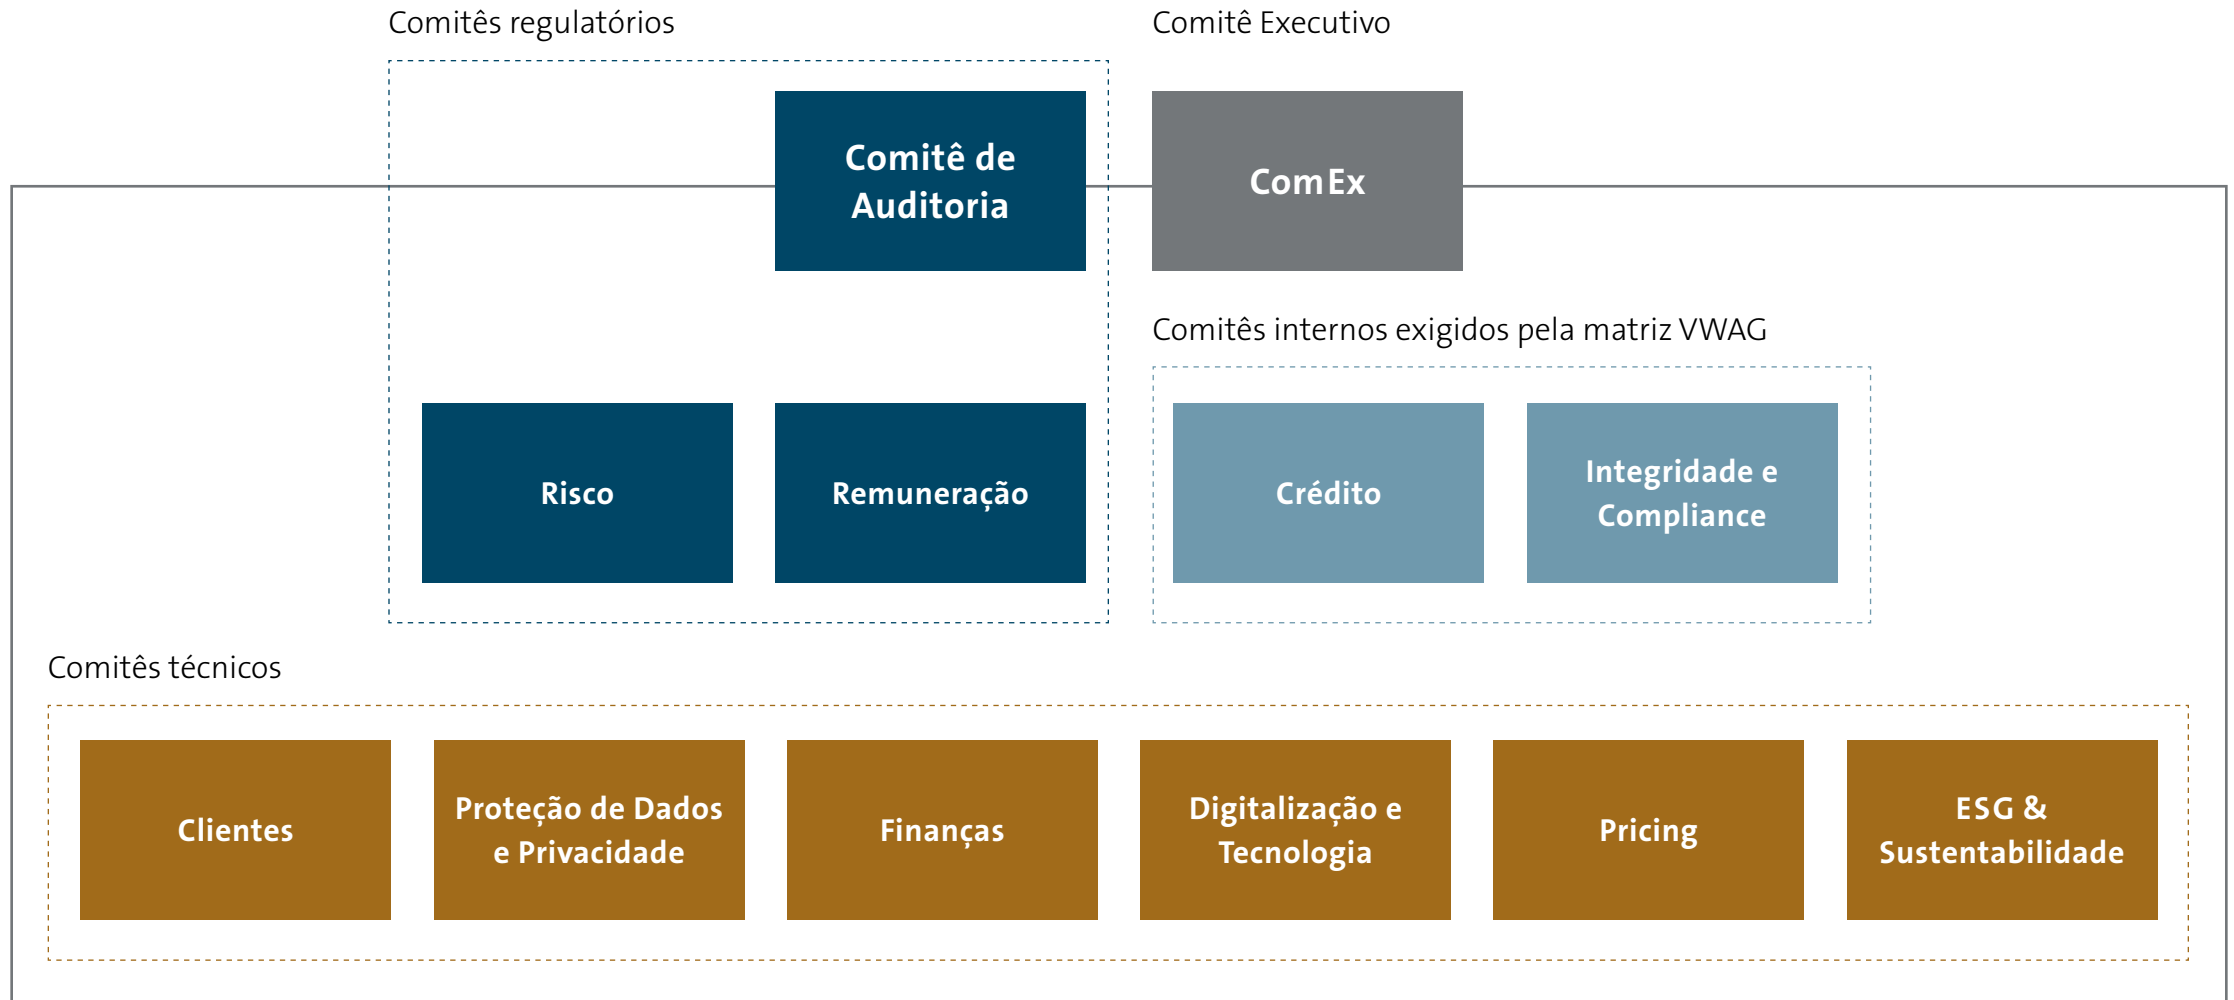 Comitês regulatórios
Comitê Executivo
Comitê de
Auditoria
ComEx
Comitês internos exigidos pela matriz VWAG
Risco
Remuneração
Crédito
Integridade e
Compliance
Comitês técnicos
Clientes
Proteção de Dados
e Privacidade
Finanças
Digitalização e
Tecnologia
Pricing
ESG &
Sustentabilidade